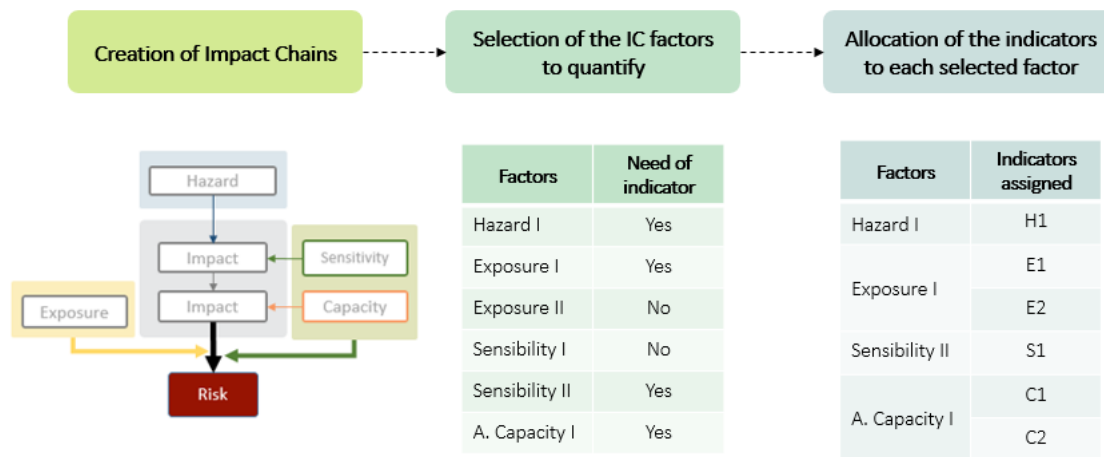 Creation of Impact Chains
Selection of the IC factors
to quantify
Allocation of the indicators
to each selected factor
Hazard
Impact
Sensitivity
Impact
Capacity
Exposure
Risk
Factors
Need of
indicator
Hazard I
Yes
Exposure I
Yes
Exposure II
No
Sensibility I
No
Sensibility II
Yes
A. Capacity I
Yes
Factors
Indicators
assigned
Hazard I
H1
Exposure I
E1
E2
Sensibility II
S1
A. Capacity I
C1
C2